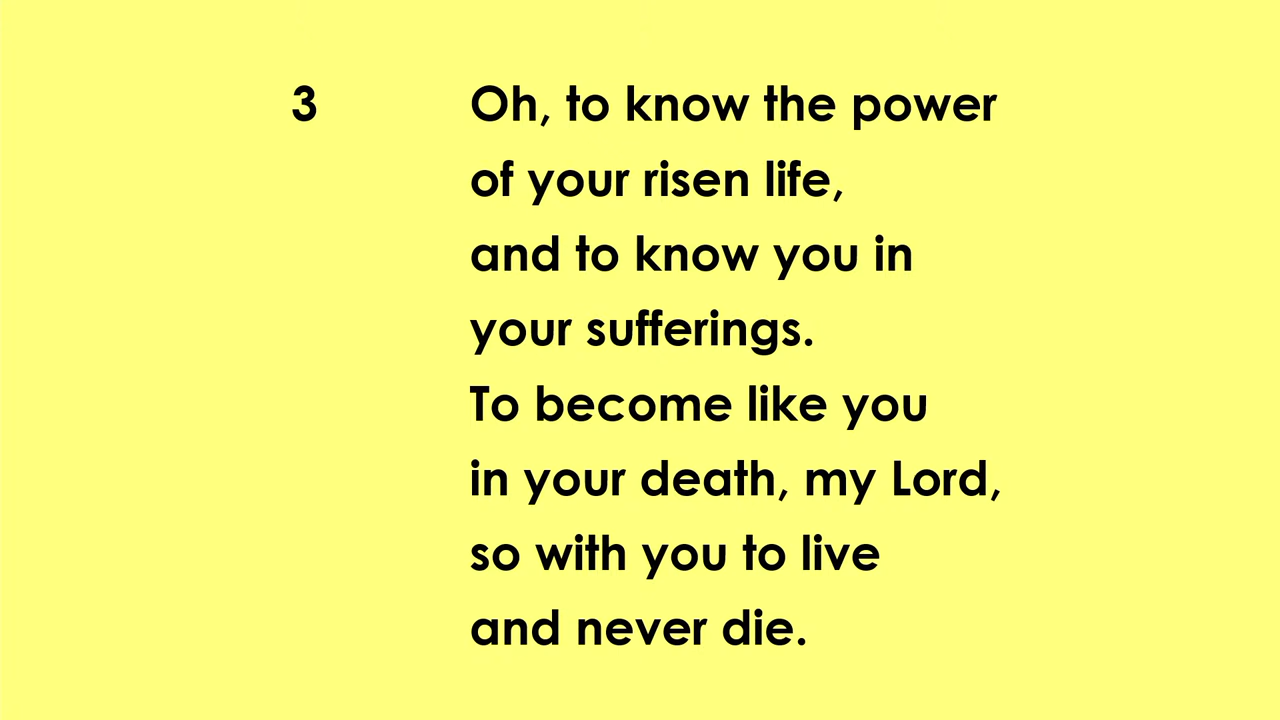 3 Oh, to know the power
of your risen life,
and to know you in
your sufferings.
To become like you
in your death, my Lord,
so with you to live
and never die.